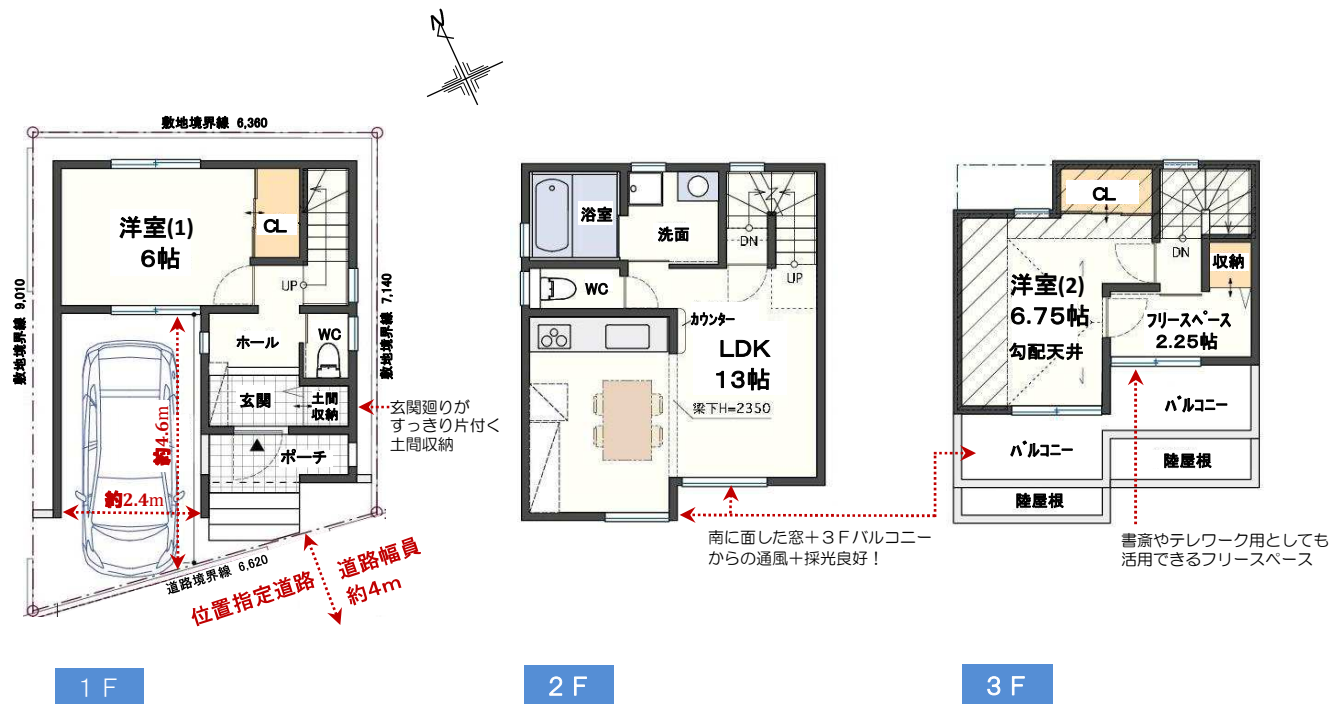 N
敷地境界線 6,360
敷地境界線 9,010
敷地境界線 7,140
洋室(1)
6帖
CL
UP
ホール
WC
玄関
土間
収納
ポーチ
約4.6m
約2.4m
玄関廻りが
すっきり片付く
土間収納
道路境界線 6,620
位置指定道路
道路幅員
約4m
1F
浴室
洗面
DN
UP
WC
カウンター
LDK
13帖
梁下H=2350
南に面した窓+3Fバルコニー
からの通風+採光良好!
2F
CL
DN
収納
洋室(2)
6.75帖
勾配天井
フリースペース
2.25帖
バルコニー
バルコニー
陸屋根
陸屋根
書斎やテレワーク用としても
活用できるフリースペース
3F